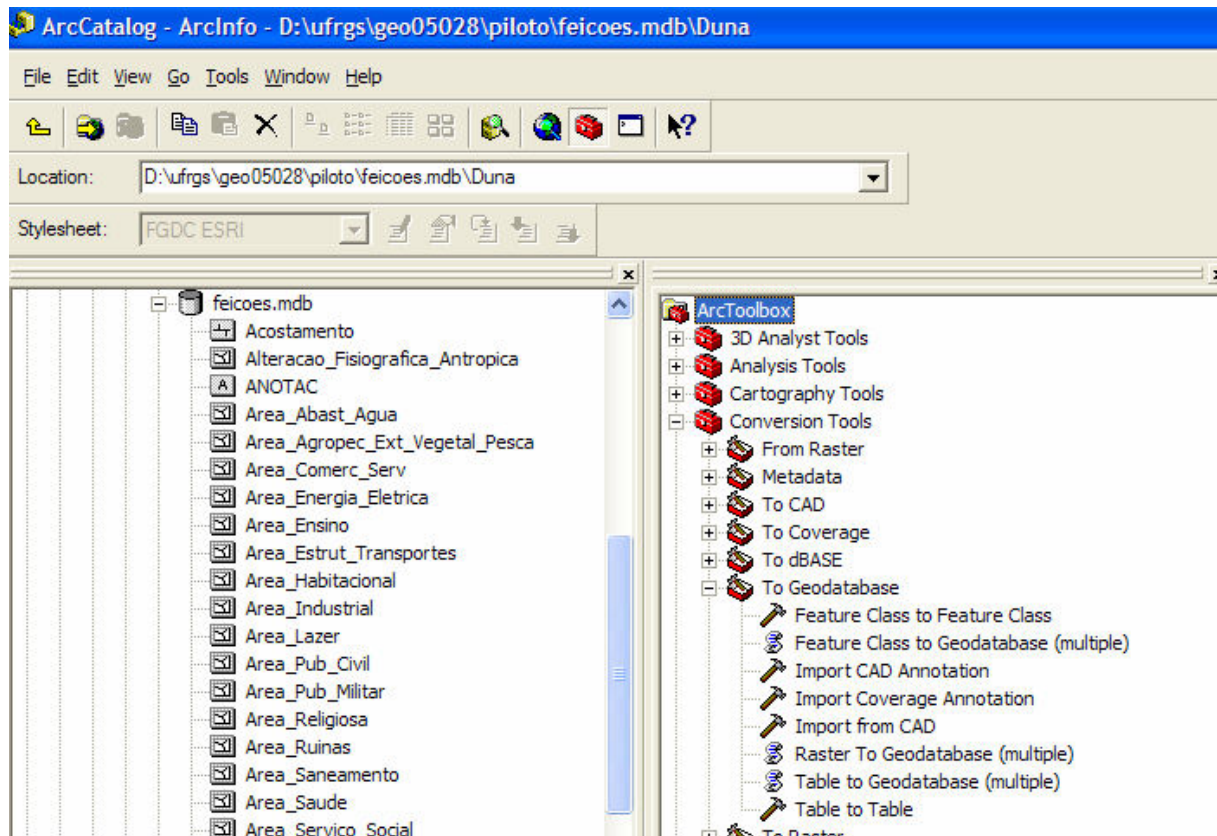 ArcCatalog - ArcInfo - D:\ufrgs\geo05028\piloto\feicoes.mdb\Duna
File Edit View Go Tools Window Help
Location: D:\ufrgs\geo05028\piloto\feicoes.mdb\Duna
Stylesheet: FGDC ESRI
feicoes.mdb
Acostamento
Alteracao_Fisiografica_Antropica
ANOTAC
Area_Abast_Agua
Area_Agropec_Ext_Vegetal_Pesca
Area_Comerc_Serv
Area_Energia_Eletrica
Area_Ensino
Area_Estrut_Transportes
Area_Habitacional
Area_Industrial
Area_Lazer
Area_Pub_Civil
Area_Pub_Militar
Area_Religiosa
Area_Ruinas
Area_Saneamento
Area_Saude
Area_Servico_Social
ArcToolbox
3D Analyst Tools
Analysis Tools
Cartography Tools
Conversion Tools
From Raster
Metadata
To CAD
To Coverage
To dBASE
To Geodatabase
Feature Class to Feature Class
Feature Class to Geodatabase (multiple)
Import CAD Annotation
Import Coverage Annotation
Import from CAD
Raster To Geodatabase (multiple)
Table to Geodatabase (multiple)
Table to Table
To Raster